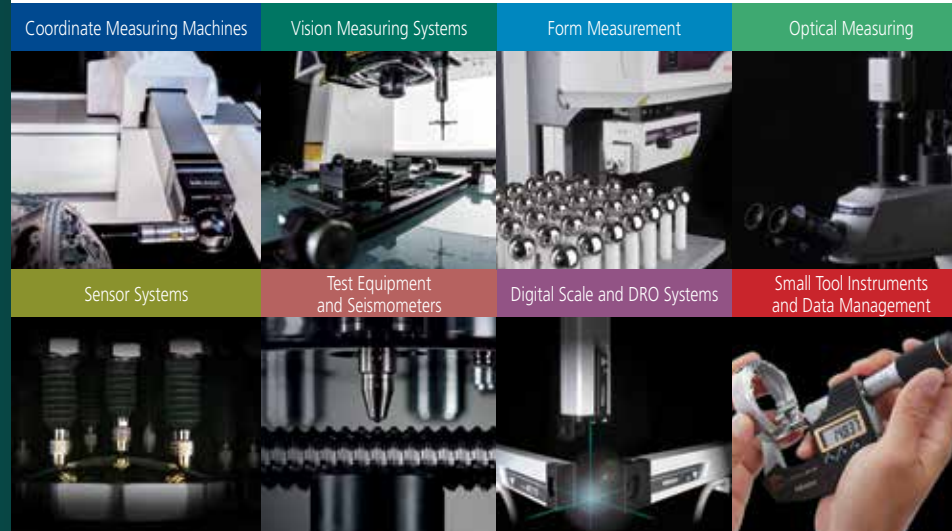 Coordinate Measuring Machines
Vision Measuring Systems
Form Measurement
Optical Measuring
Sensor Systems
Test Equipment
and Seismometers
Digital Scale and DRO Systems
Small Tool Instruments
and Data Management